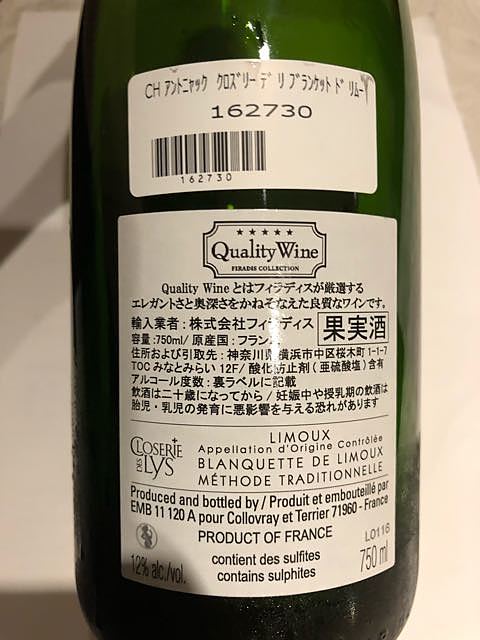 CH アントニャック クロズリー デ リ ブランケット ド リムー
162730
162730
★★★★★
Quality Wine
FERADIS COLLECTION
Quality Wine とはフィラディスが厳選する
エレガントさと奥深さをかねそなえた良質なワインです。
輸入業者：株式会社フィラディス
果実酒
容量：750ml/ 原産国：フランス
住所および引取先：神奈川県横浜市中区桜木町 1-1-7
TOC みなとみらい 12F/ 酸化防止剤 ( 亜硫酸塩 ) 含有
アルコール度数：裏ラベルに記載
飲酒は二十歳になってから / 妊娠中や授乳期の飲酒は
胎児・乳児の発育に悪影響を与える恐れがあります
CLOSERIE
DES LYS
LIMOUX
Appellation d'Origine Contrôlée
BLANQUETTE DE LIMOUX
MÉTHODE TRADITIONNELLE
Produced and bottled by / Produit et embouteillé par
EMB 11 120 A pour Collovray et Terrier 71960 - France
PRODUCT OF FRANCE
L0116
contient des sulfites
contains sulphites
12% alc./vol.
750 ml